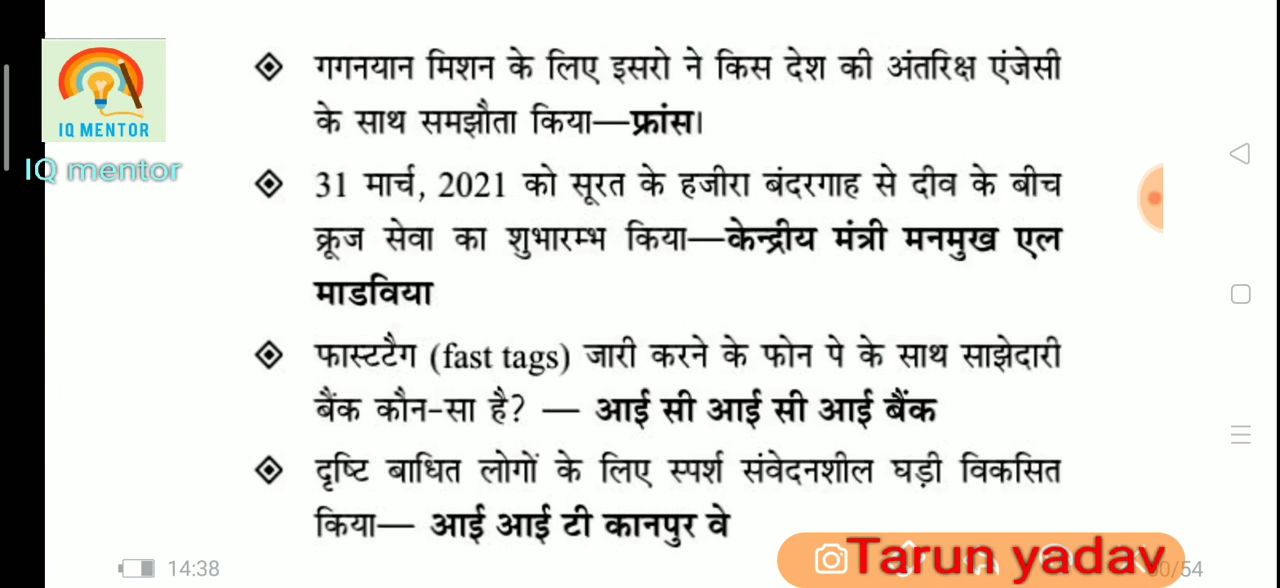 गगनयान मिशन के लिए इसरो ने किस देश की अंतरिक्ष एंजेसी
के साथ समझौता किया—फ्रांस।
IQ MENTOR
IQ mentor
31 मार्च, 2021 को सूरत के हजीरा बंदरगाह से दीव के बीच
क्रूज सेवा का शुभारम्भ किया—केन्द्रीय मंत्री मनमुख एल
माडविया
फास्टटैग (fast tags) जारी करने के फोन पे के साथ साझेदारी
बैंक कौन-सा है? — आई सी आई सी आई बैंक
दृष्टि बाधित लोगों के लिए स्पर्श संवेदनशील घड़ी विकसित
किया— आई आई टी कानपुर वे
Tarun yadav
14:38
/54